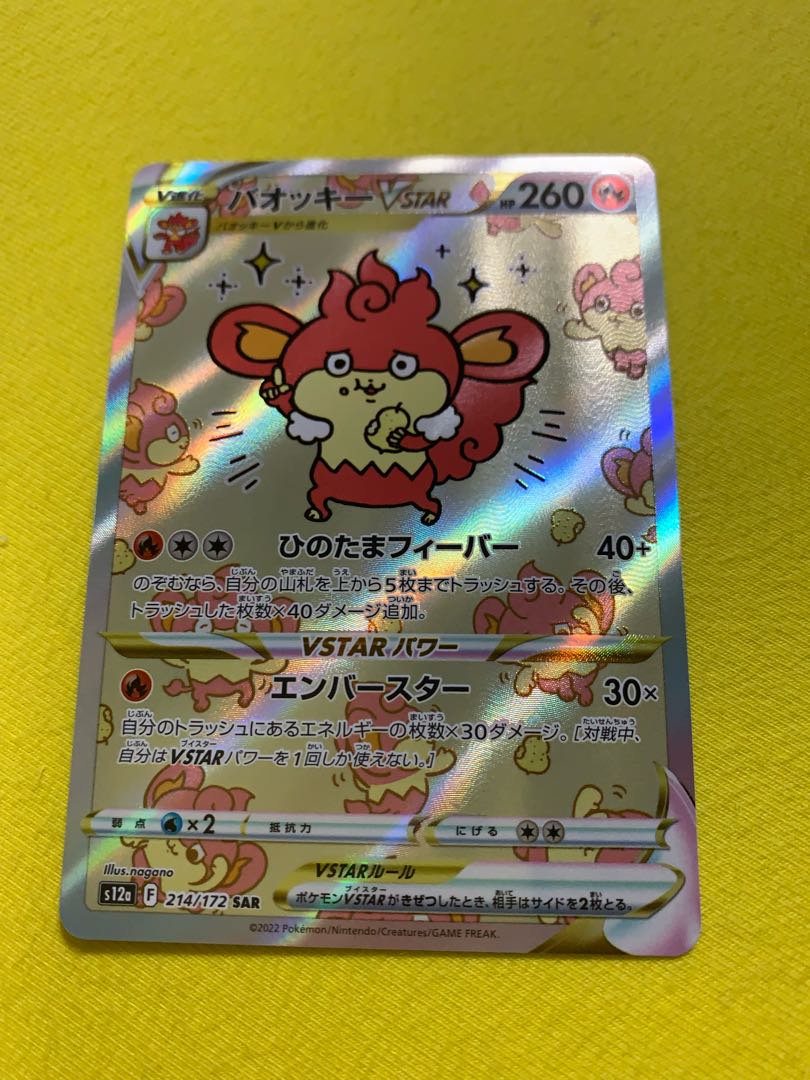 V進化 バオッキーVSTAR HP 260
バオッキーVから進化
ひのたまフィーバー 40+
のぞむなら、自分の山札を上から5枚までトラッシュする。その後、
トラッシュした枚数×40ダメージ追加。
VSTARパワー
エンバースター 30×
自分のトラッシュにあるエネルギーの枚数×30ダメージ。[対戦中、
自分はVSTARパワーを1回しか使えない。]
弱点 ×2 抵抗力 にげる
Illus.nagano
VSTARルール
s12a F 214/172 SAR
ポケモンVSTARがきぜつしたとき、相手はサイドを2枚とる。
©2022 Pokémon/Nintendo/Creatures/GAME FREAK.